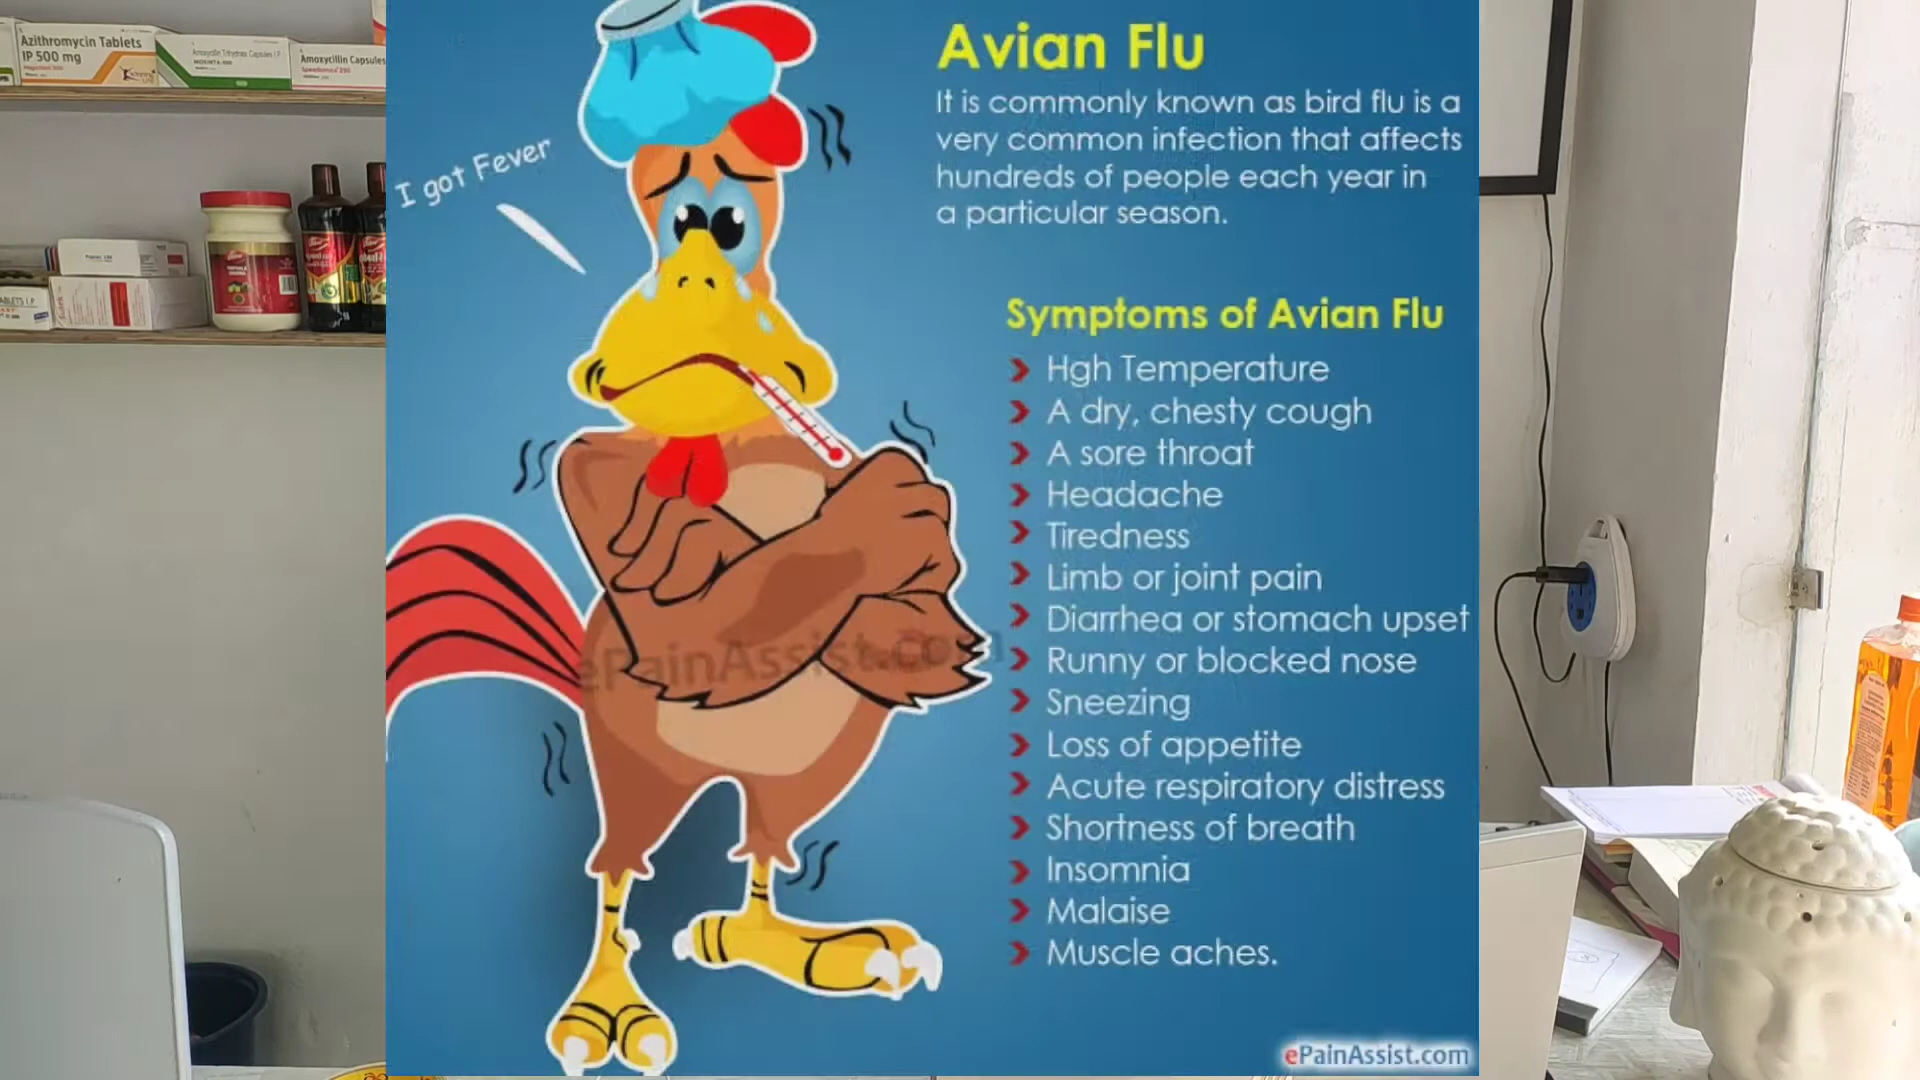 Azithromycin Tablets
IP 500 mg
Amoxycillin Capsules
I got Fever
Avian Flu
It is commonly known as bird flu is a
very common infection that affects
hundreds of people each year in
a particular season.
Symptoms of Avian Flu
Hgh Temperature
A dry, chesty cough
A sore throat
Headache
Tiredness
Limb or joint pain
Diarrhea or stomach upset
Runny or blocked nose
Sneezing
Loss of appetite
Acute respiratory distress
Shortness of breath
Insomnia
Malaise
Muscle aches.
ePainAssist.com
ePainAssist.com